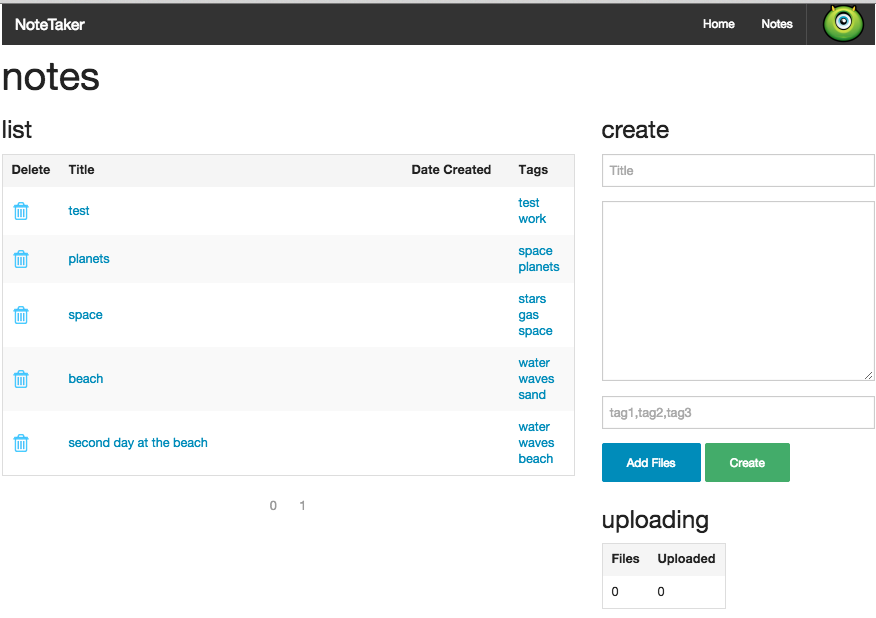 NoteTaker Home Notes
notes
list
Delete Title Date Created Tags
test test
work
planets space
planets
space stars
gas
space
beach water
waves
sand
second day at the beach water
waves
beach
0 1
create
Title
tag1,tag2,tag3
Add Files Create
uploading
Files Uploaded
0 0